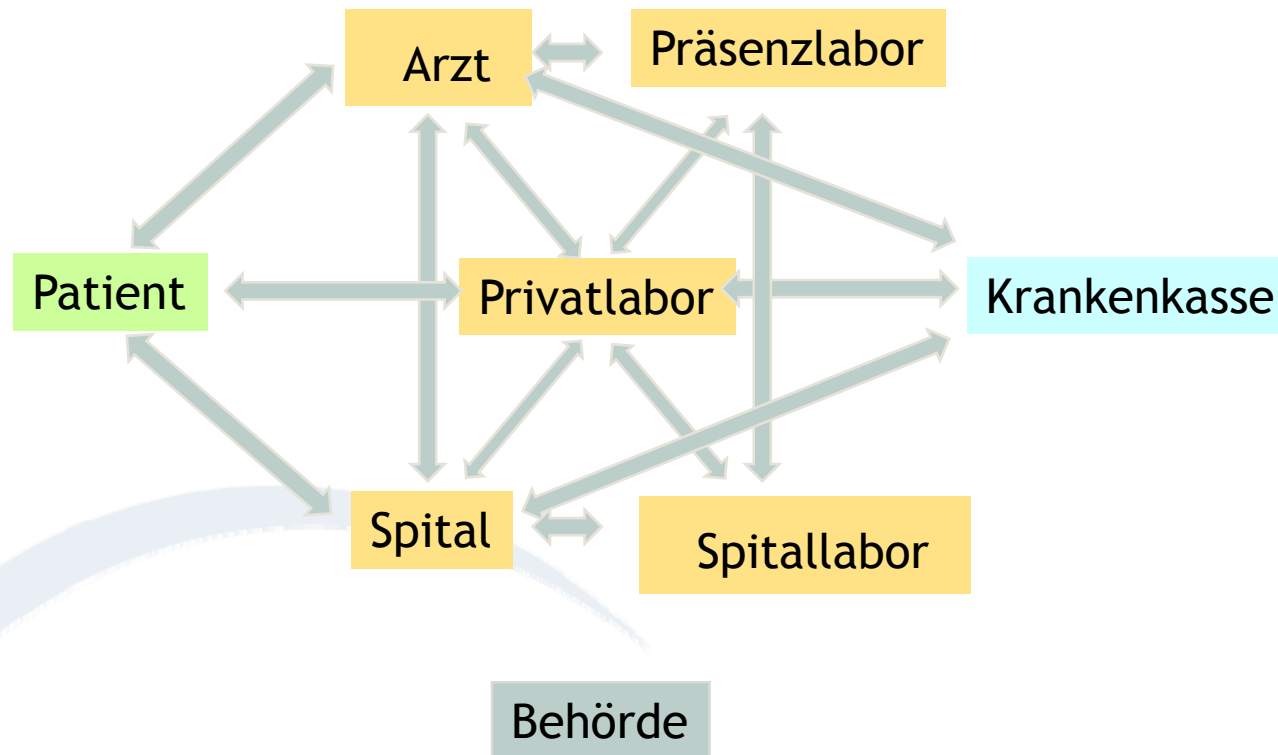 Arzt
Präsenzlabor
Patient
Privatlabor
Krankenkasse
Spital
Spitallabor
Behörde